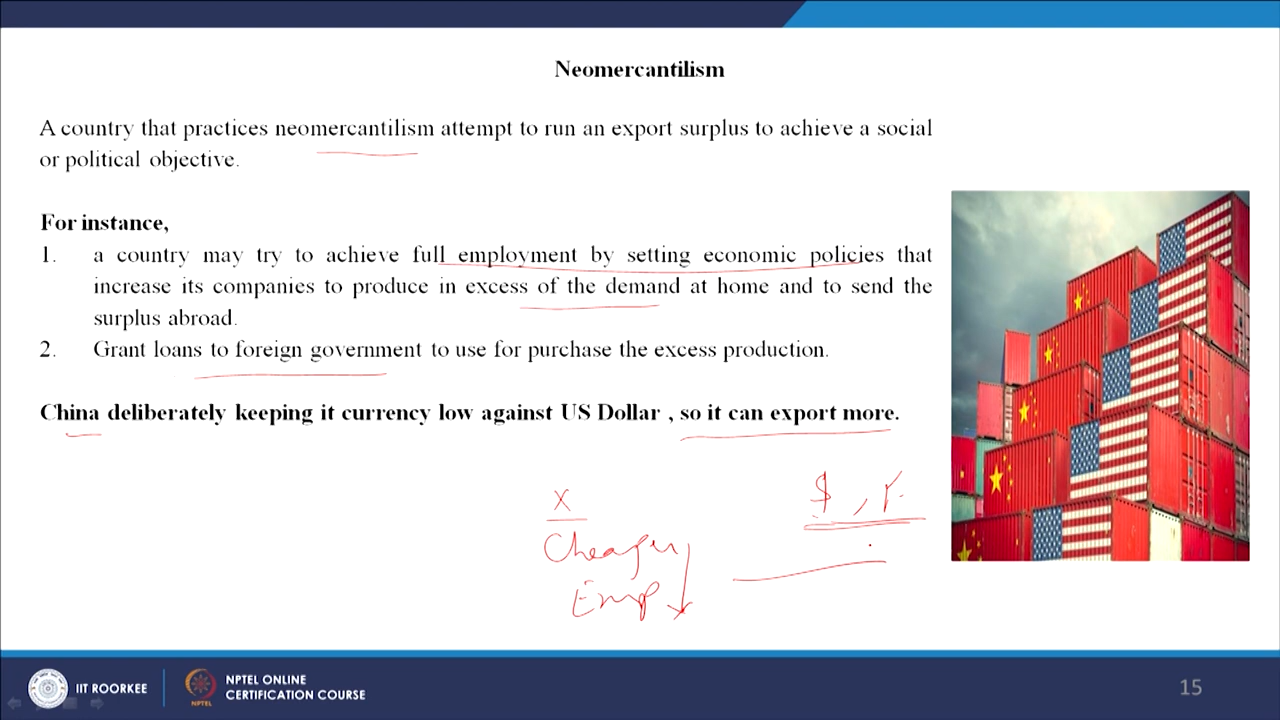 Neomercantilism
A country that practices neomercantilism attempt to run an export surplus to achieve a social
or political objective.
For instance,
1. a country may try to achieve full employment by setting economic policies that
increase its companies to produce in excess of the demand at home and to send the
surplus abroad.
2. Grant loans to foreign government to use for purchase the excess production.
China deliberately keeping it currency low against US Dollar , so it can export more.
X
$
Cheaper
Emp
IIT ROORKEE
NPTEL
NPTEL ONLINE
CERTIFICATION COURSE
15